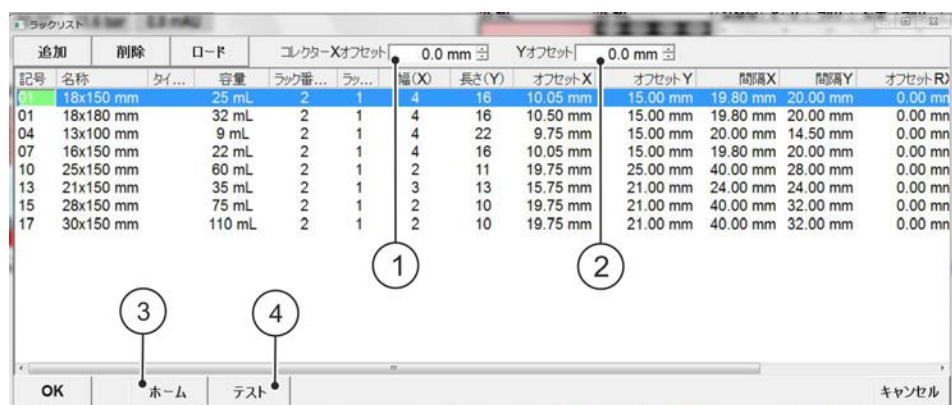 ラックリスト
追加 削除 ロード コレクターXオフセット 0.0 mm Yオフセット 0.0 mm
記号 名称 タイ... 容量 ラック番... ラッ... 幅(X) 長さ(Y) オフセットX オフセットY 間隔X 間隔Y オフセットR
01 18x150 mm 25 mL 2 1 4 16 10.05 mm 15.00 mm 19.80 mm 20.00 mm 0.00 mm
01 18x180 mm 32 mL 2 1 4 16 10.50 mm 15.00 mm 19.80 mm 20.00 mm 0.00 mm
04 13x100 mm 9 mL 2 1 4 22 9.75 mm 15.00 mm 20.00 mm 14.50 mm 0.00 mm
07 16x150 mm 22 mL 2 1 4 16 10.05 mm 15.00 mm 19.80 mm 20.00 mm 0.00 mm
10 25x150 mm 60 mL 2 1 2 11 19.75 mm 25.00 mm 40.00 mm 28.00 mm 0.00 mm
13 21x150 mm 35 mL 2 1 3 13 15.75 mm 21.00 mm 24.00 mm 24.00 mm 0.00 mm
15 28x150 mm 75 mL 2 1 2 10 19.75 mm 21.00 mm 40.00 mm 32.00 mm 0.00 mm
17 30x150 mm 110 mL 2 1 2 10 19.75 mm 21.00 mm 40.00 mm 32.00 mm 0.00 mm
1 2
3 4
OK ホーム テスト キャンセル